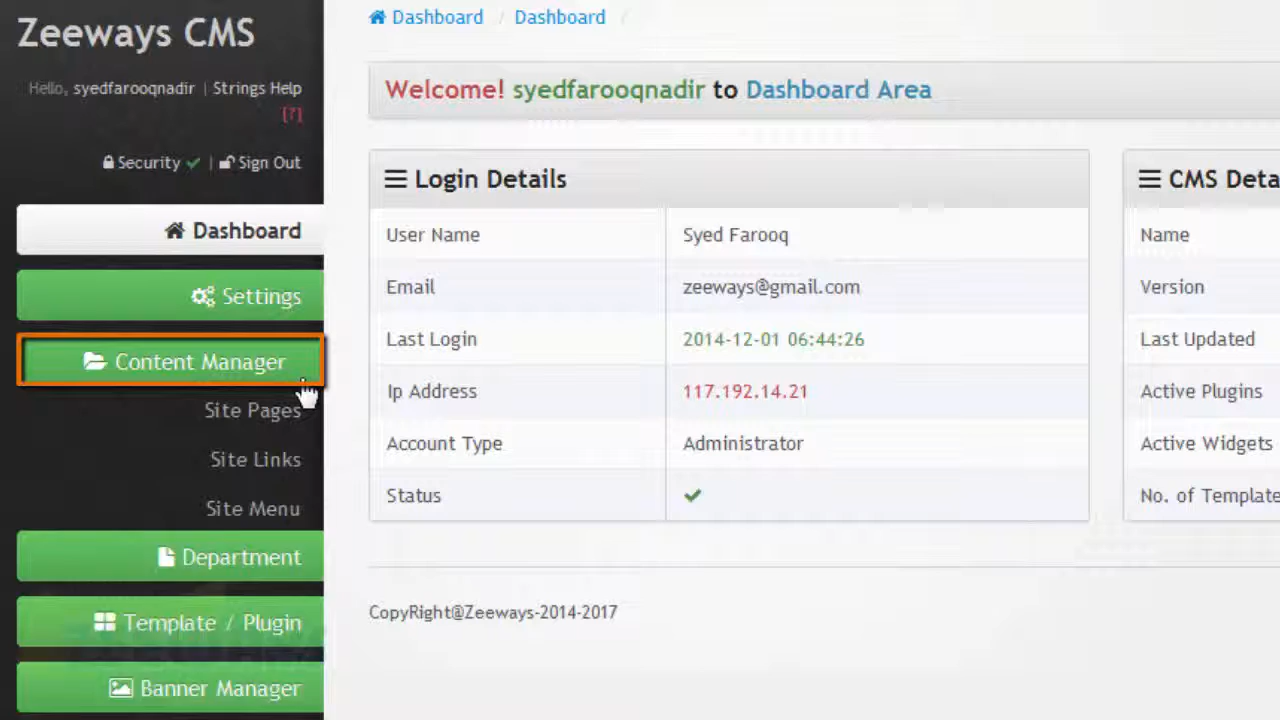 Zeeways CMS
Hello, syedfarooqnadir | Strings Help
[?]
Security | Sign Out
Dashboard
Settings
Content Manager
Site Pages
Site Links
Site Menu
Department
Template / Plugin
Banner Manager
Dashboard / Dashboard /
Welcome! syedfarooqnadir to Dashboard Area
Login Details
User Name Syed Farooq
Email zeeways@gmail.com
Last Login 2014-12-01 06:44:26
Ip Address 117.192.14.21
Account Type Administrator
Status
CMS Deta
Name
Version
Last Updated
Active Plugins
Active Widgets
No. of Template
CopyRight@Zeeways-2014-2017